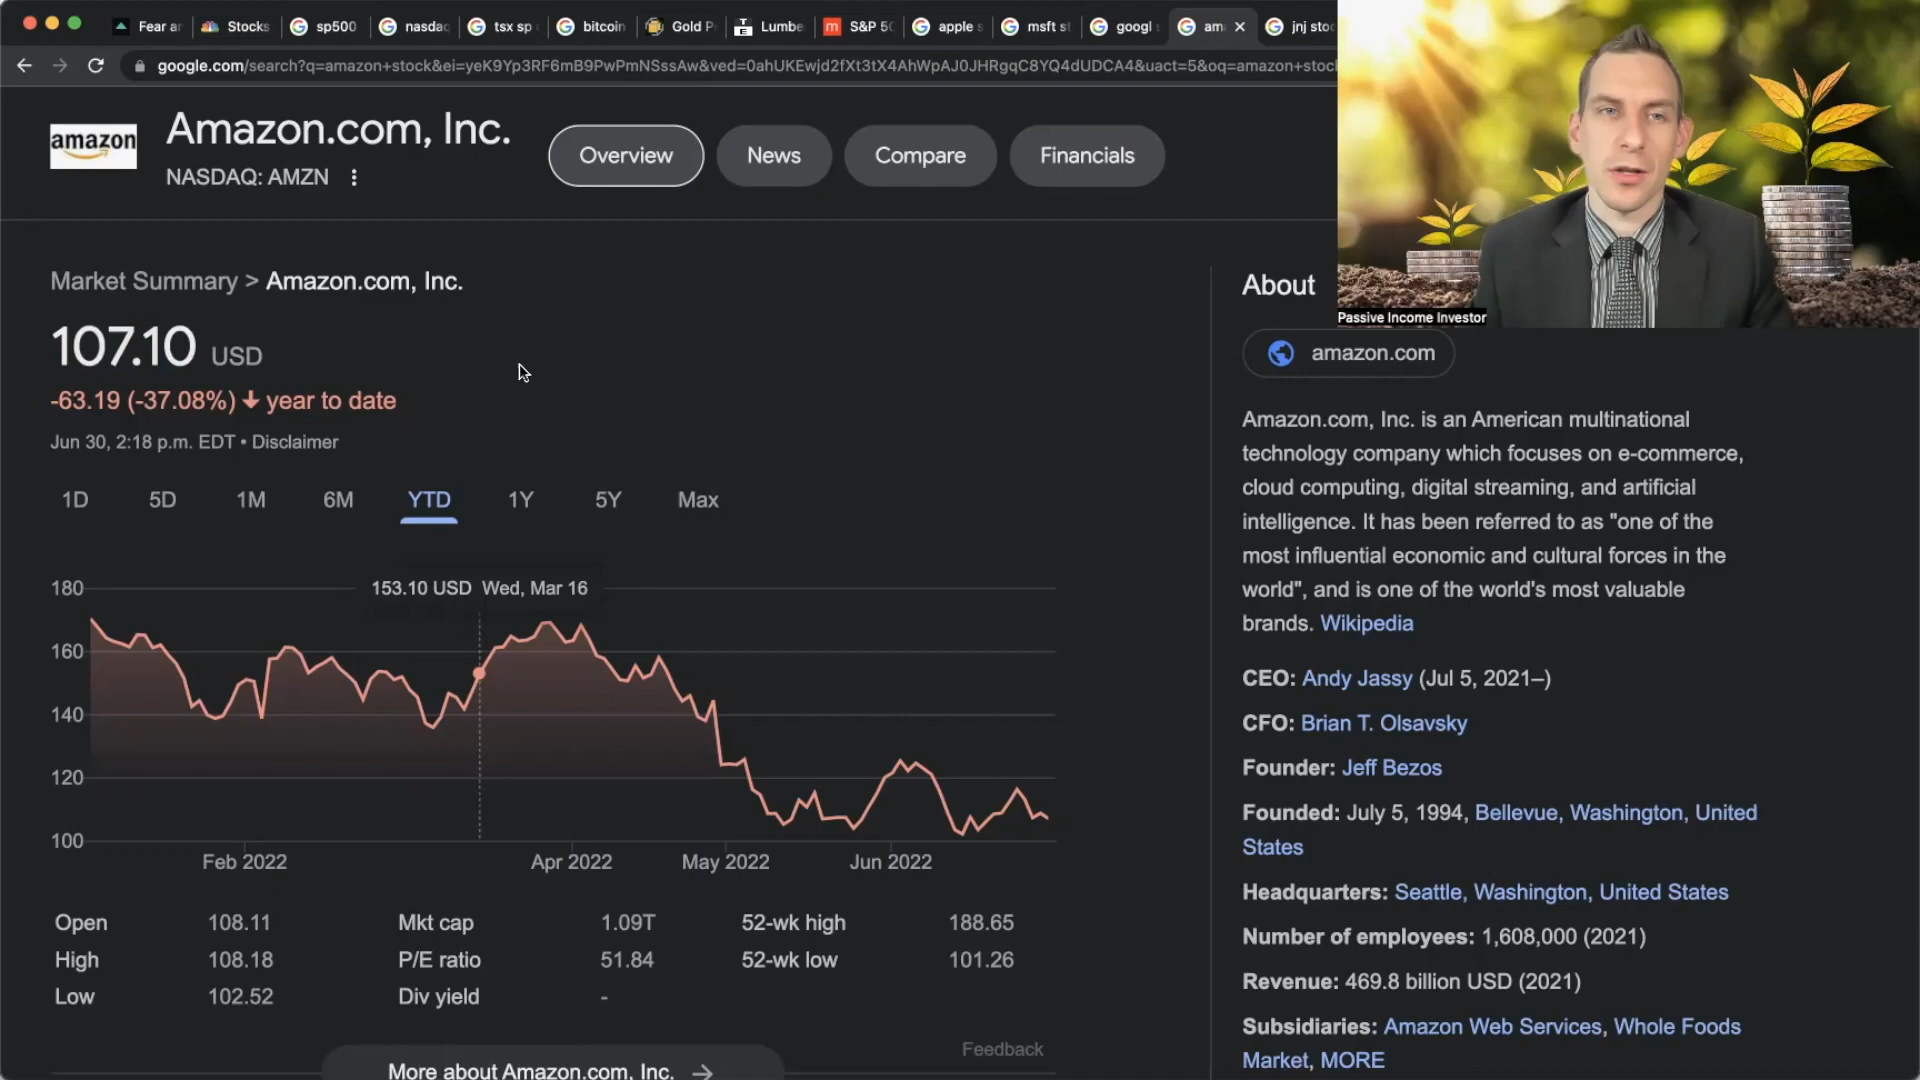 Fear a
Stocks
sp500
nasdaq
tsx sp
bitcoin
Gold P
Lumbe
S&P 50
apple s
msft st
googl
am
jnj stoc
google.com/search?q=amazon+stock&ei=yeK9Yp3RF6mB9PwPmNSssAw&ved=0ahUKEwjd2fXt3tX4AhWpAJ0JHRgqC8YQ4dUDCA4&uact=5&oq=amazon+stocl
amazon
Amazon.com, Inc.
NASDAQ: AMZN
Overview
News
Compare
Financials
Passive Income Investor
Market Summary > Amazon.com, Inc.
107.10 USD
-63.19 (-37.08%) year to date
Jun 30, 2:18 p.m. EDT • Disclaimer
1D 5D 1M 6M YTD 1Y 5Y Max
153.10 USD Wed, Mar 16
180
160
140
120
100
Feb 2022 Apr 2022 May 2022 Jun 2022
Open 108.11 Mkt cap 1.09T 52-wk high 188.65
High 108.18 P/E ratio 51.84 52-wk low 101.26
Low 102.52 Div yield -
Feedback
More about Amazon.com, Inc.
About
amazon.com
Amazon.com, Inc. is an American multinational
technology company which focuses on e-commerce,
cloud computing, digital streaming, and artificial
intelligence. It has been referred to as "one of the
most influential economic and cultural forces in the
world", and is one of the world's most valuable
brands. Wikipedia
CEO: Andy Jassy (Jul 5, 2021–)
CFO: Brian T. Olsavsky
Founder: Jeff Bezos
Founded: July 5, 1994, Bellevue, Washington, United
States
Headquarters: Seattle, Washington, United States
Number of employees: 1,608,000 (2021)
Revenue: 469.8 billion USD (2021)
Subsidiaries: Amazon Web Services, Whole Foods
Market, MORE